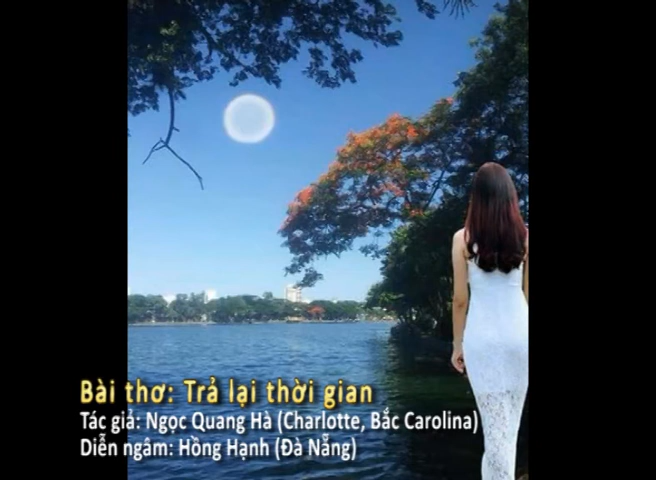 Bài thơ: Trả lại thời gian
Tác giả: Ngọc Quang Hà (Charlotte, Bắc Carolina)
Diễn ngâm: Hồng Hạnh (Đà Nẵng)